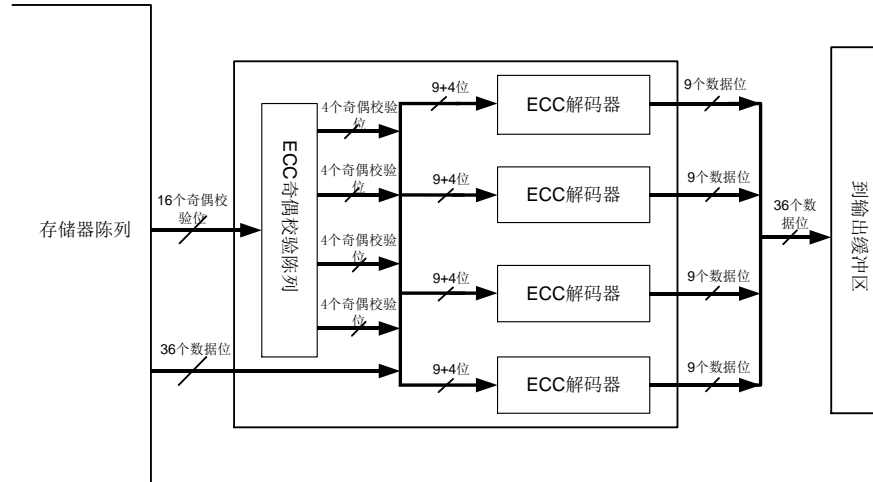 存储器陈列
16个奇偶校
验位
36个数据位
ECC奇偶校验陈列
4个奇偶校验
位
4个奇偶校验
位
4个奇偶校验
位
4个奇偶校验
位
9+4位
9+4位
9+4位
9+4位
ECC解码器
ECC解码器
ECC解码器
ECC解码器
9个数据位
9个数据位
9个数据位
9个数据位
36个数
据位
到输出缓冲区